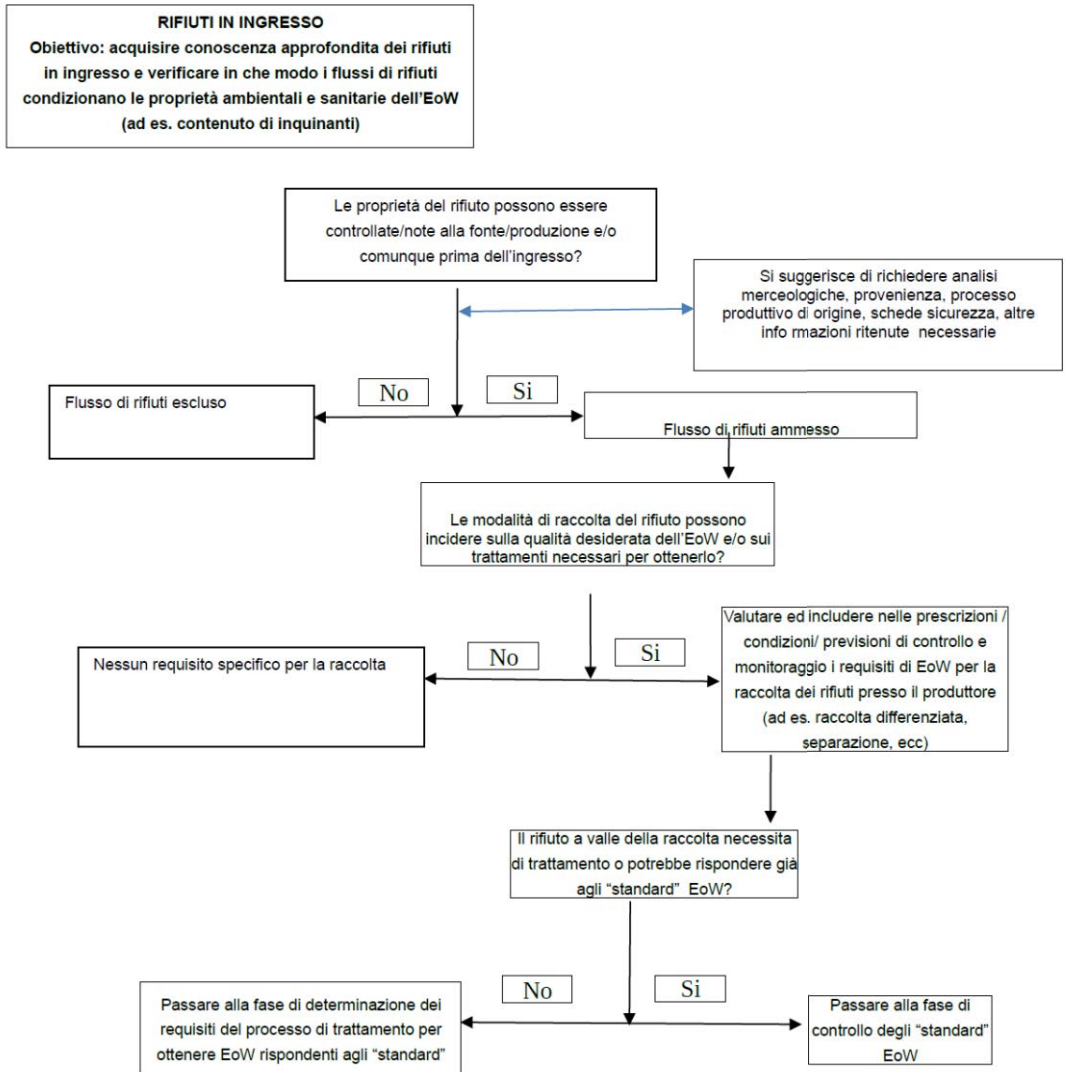 RIFIUTI IN INGRESSO
Obiettivo: acquisire conoscenza approfondita dei rifiuti
in ingresso e verificare in che modo i flussi di rifiuti
condizionano le proprietà ambientali e sanitarie dell'EoW
(ad es. contenuto di inquinanti)
Le proprietà del rifiuto possono essere
controllate/note alla fonte/produzione e/o
comunque prima dell'ingresso?
Si suggerisce di richiedere analisi
merceologiche, provenienza, processo
produttivo di origine, schede sicurezza, altre
info rmazioni ritenute necessarie
No
Si
Flusso di rifiuti escluso
Flusso di rifiuti ammesso
Le modalità di raccolta del rifiuto possono
incidere sulla qualità desiderata dell'EoW e/o sui
trattamenti necessari per ottenerlo?
No
Si
Nessun requisito specifico per la raccolta
Valutare ed includere nelle prescrizioni /
condizioni/ previsioni di controllo e
monitoraggio i requisiti di EoW per la
raccolta dei rifiuti presso il produttore
(ad es. raccolta differenziata,
separazione, ecc)
Il rifiuto a valle della raccolta necessita
di trattamento o potrebbe rispondere già
agli "standard" EoW?
No
Si
Passare alla fase di determinazione dei
requisiti del processo di trattamento per
ottenere EoW rispondenti agli "standard"
Passare alla fase di
controllo degli "standard"
EoW